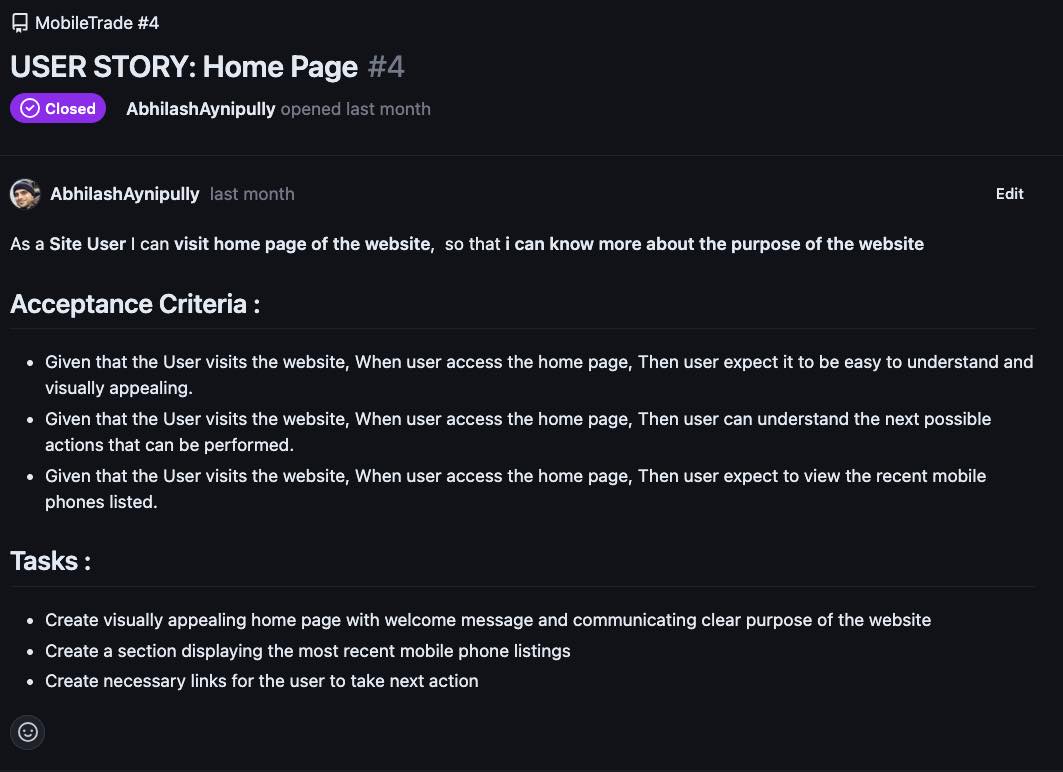 MobileTrade #4
USER STORY: Home Page #4
Closed AbhilashAynipully opened last month
AbhilashAynipully last month Edit
As a Site User I can visit home page of the website, so that i can know more about the purpose of the website
Acceptance Criteria :
• Given that the User visits the website, When user access the home page, Then user expect it to be easy to understand and
visually appealing.
• Given that the User visits the website, When user access the home page, Then user can understand the next possible
actions that can be performed.
• Given that the User visits the website, When user access the home page, Then user expect to view the recent mobile
phones listed.
Tasks :
• Create visually appealing home page with welcome message and communicating clear purpose of the website
• Create a section displaying the most recent mobile phone listings
• Create necessary links for the user to take next action